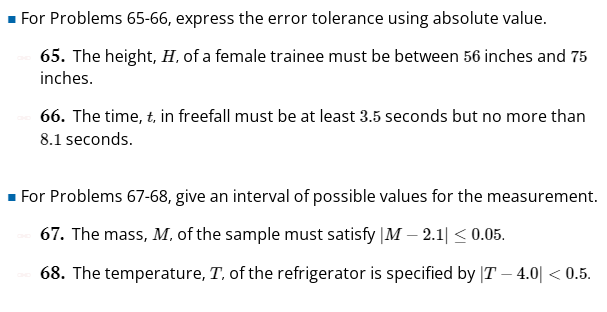 For Problems 65-66, express the error tolerance using absolute value.
65. The height, H, of a female trainee must be between 56 inches and 75
inches.
66. The time, t, in freefall must be at least 3.5 seconds but no more than
8.1 seconds.
For Problems 67-68, give an interval of possible values for the measurement.
67. The mass, M, of the sample must satisfy |M − 2.1| ≤ 0.05.
68. The temperature, T, of the refrigerator is specified by |T − 4.0| < 0.5.